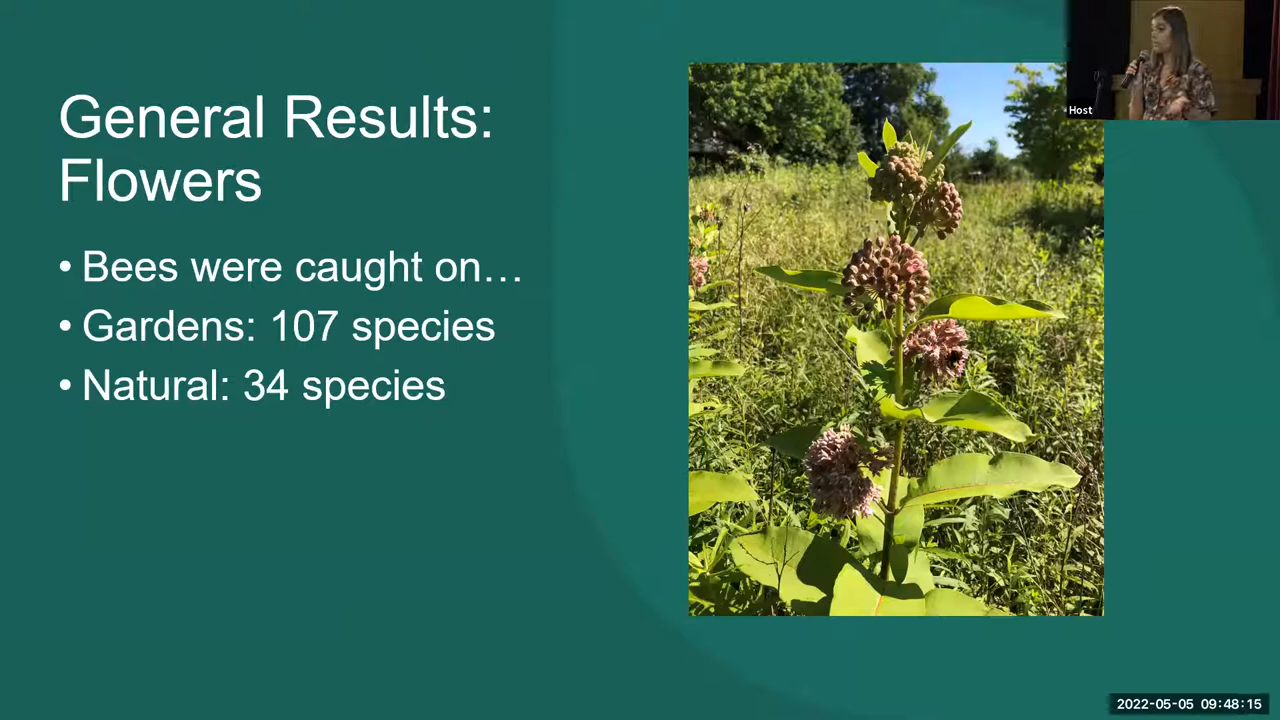 General Results:
Flowers
• Bees were caught on…
• Gardens: 107 species
• Natural: 34 species
Host
2022-05-05 09:48:15